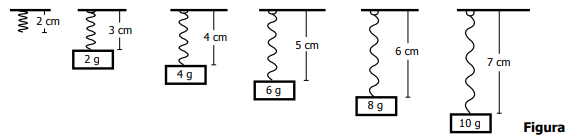 2 cm
3 cm
2 g
4 cm
4 g
5 cm
6 g
6 cm
8 g
7 cm
10 g
Figura